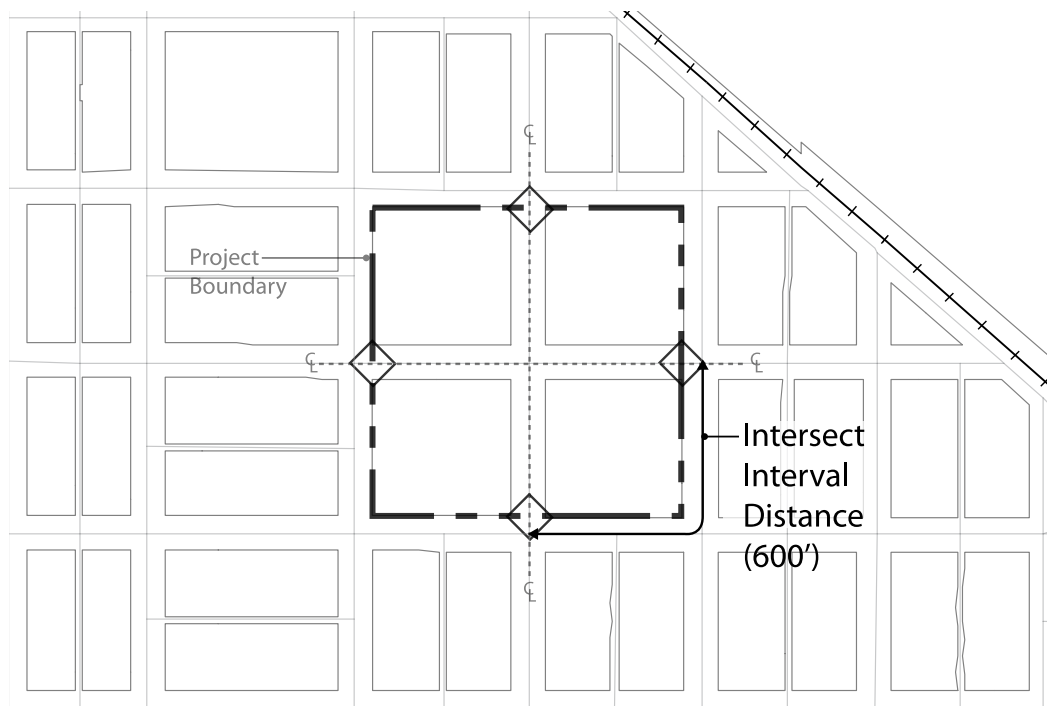 ℄
Project
Boundary
℄
℄
Intersect
Interval
Distance
(600’)
℄